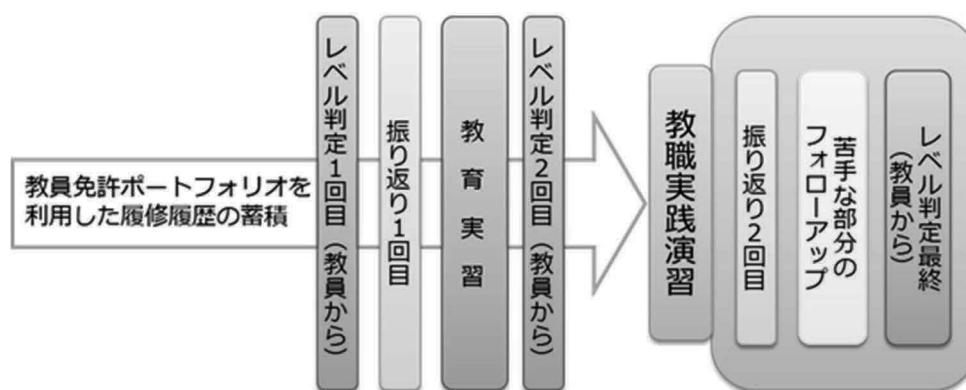 教員免許ポートフォリオを
利用した履修履歴の蓄積
レベル判定1回目（教員から）
振り返り1回目
教育実習
レベル判定2回目（教員から）
教職実践演習
振り返り2回目
苦手な部分の
フォローアップ
レベル判定最終
（教員から）